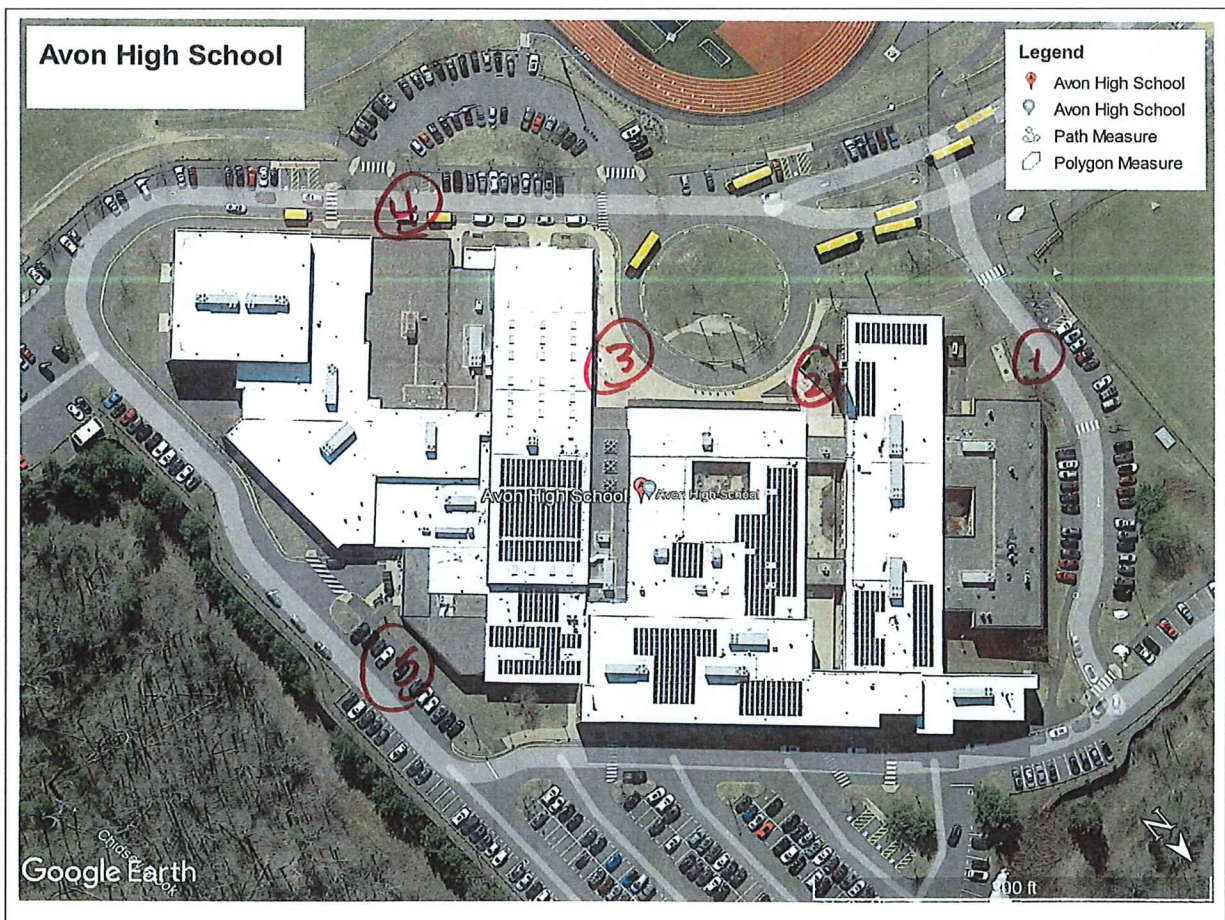 Avon High School
Legend
Avon High School
Avon High School
Path Measure
Polygon Measure
4
3
2
1
Avon High School
Avon High School
5
Google Earth
N